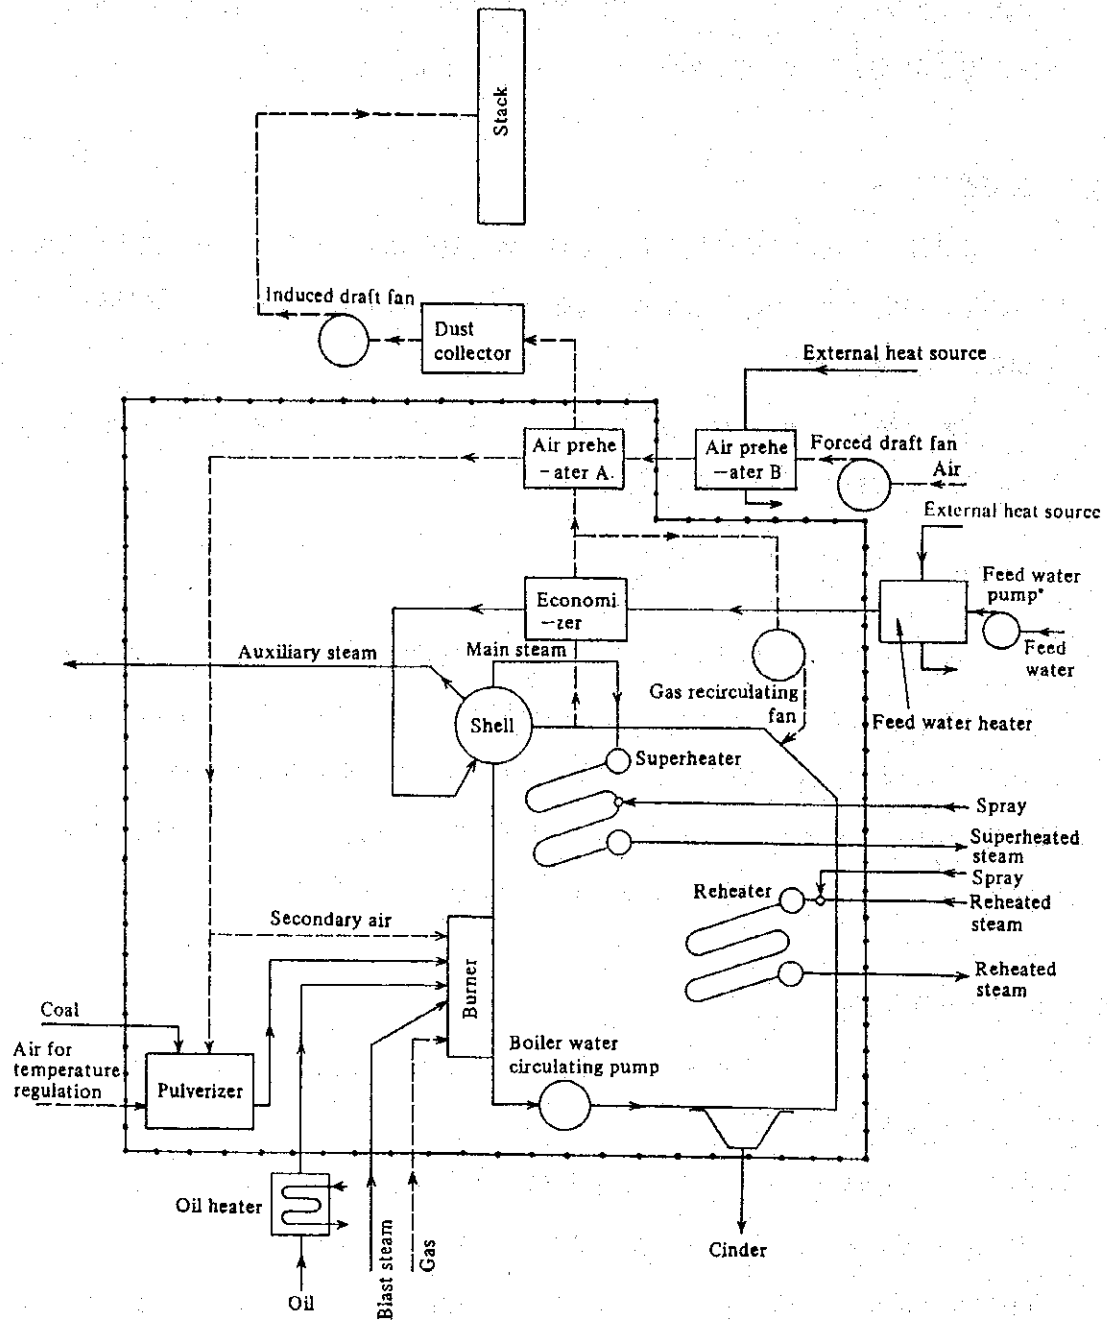 Stack
Induced draft fan
Dust
collector
External heat source
Air prehe
-ater A.
Air prehe
-ater B
Forced draft fan
Air
External heat source
Economi
-zer
Feed water
pump*
Feed
water
Feed water heater
Auxiliary steam
Main steam
Gas recirculating
fan
Shell
Superheater
Spray
Superheated
steam
Spray
Reheater
Reheated
steam
Reheated
steam
Secondary air
Burner
Coal
Air for
temperature
regulation
Pulverizer
Boiler water
circulating pump
Oil heater
Oil
Blast steam
Gas
Cinder